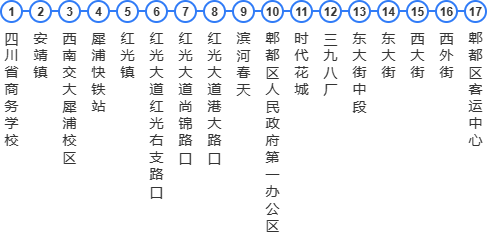 1 2 3 4 5 6 7 8 9 10 11 12 13 14 15 16 17
四川省商务学校
安靖镇
西南交大犀浦校区
犀浦快铁站
红光镇
红光大道红光右支路口
红光大道尚锦路口
红光大道港大路口
滨河春天
郫都区人民政府第一办公区
时代花城
三九八厂
东大街中段
东大街
西大街
西外街
郫都区客运中心